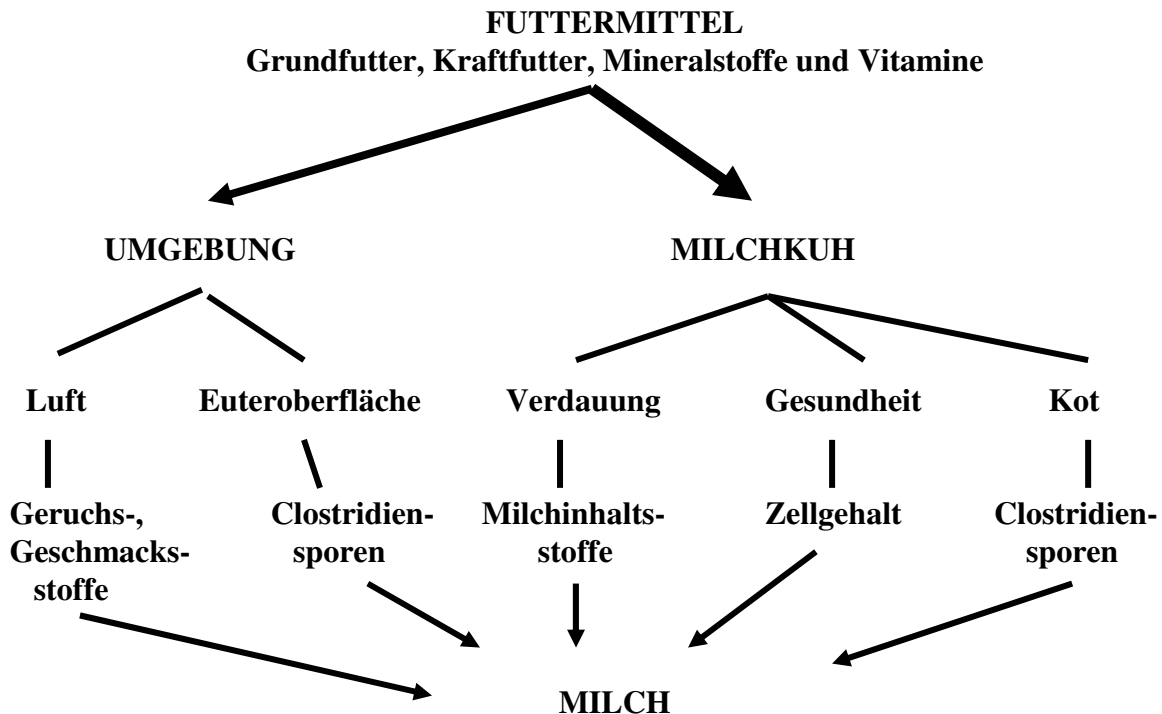 FUTTERMITTEL
Grundfutter, Kraftfutter, Mineralstoffe und Vitamine
UMGEBUNG
MILCHKUH
Luft
Euteroberfläche
Verdauung
Gesundheit
Kot
Geruchs-,
Geschmacks-
stoffe
Clostridien-
sporen
Milchinhalts-
stoffe
Zellgehalt
Clostridien-
sporen
MILCH